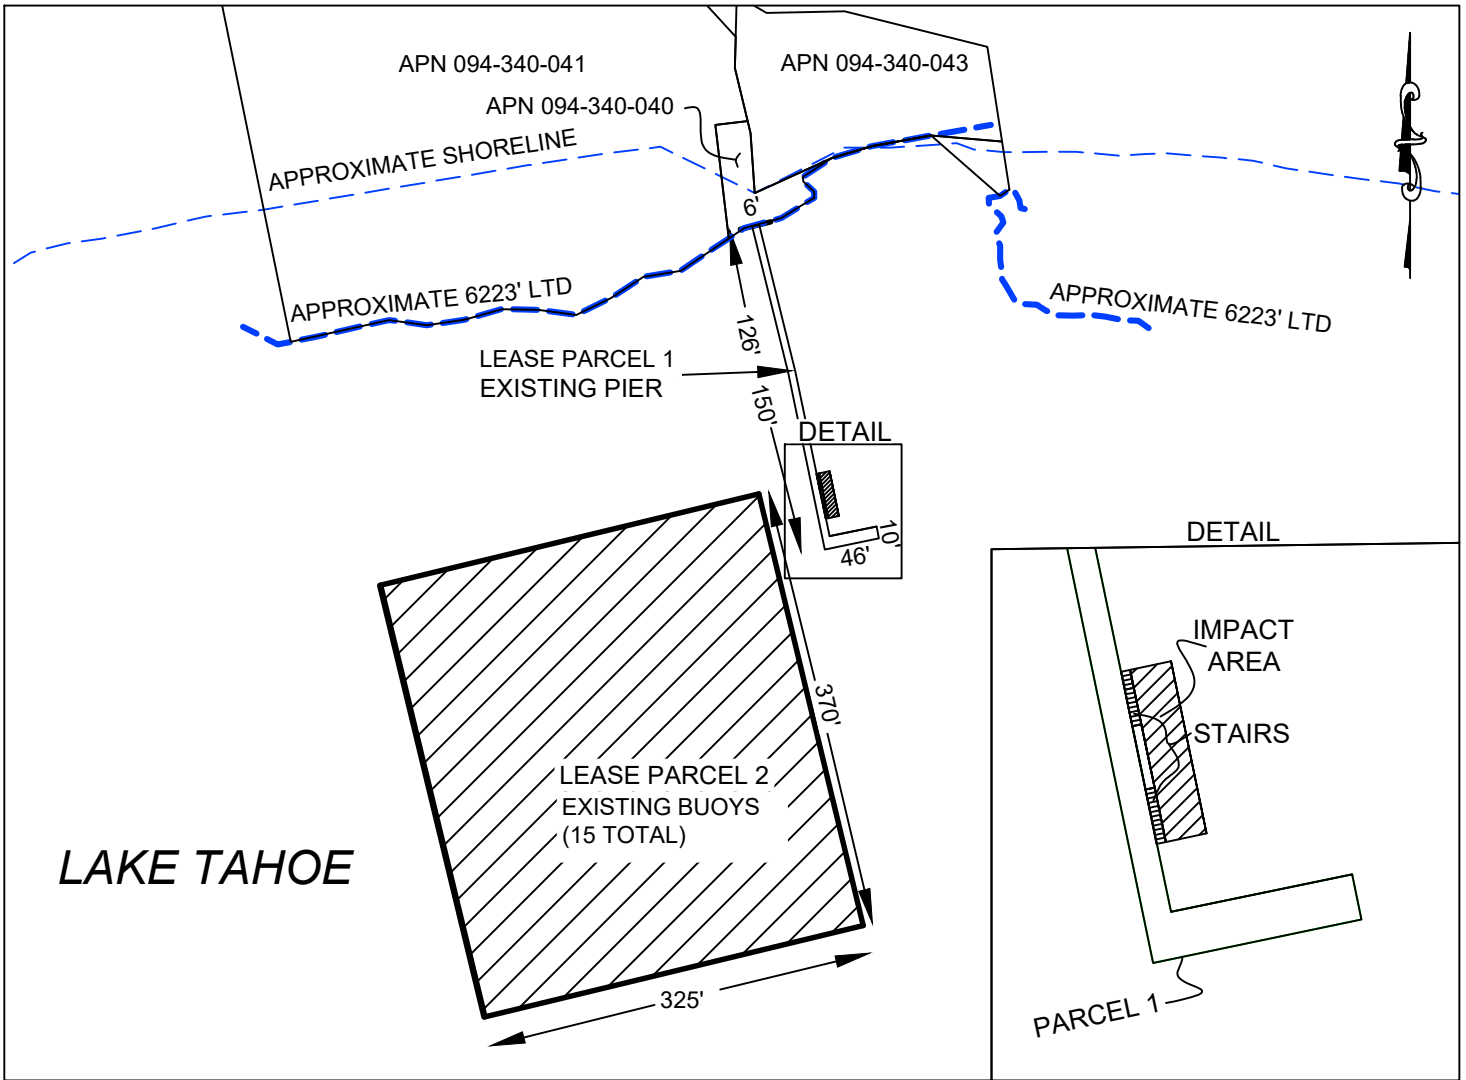 APN 094-340-041
APN 094-340-043
APN 094-340-040
APPROXIMATE SHORELINE
6'
APPROXIMATE 6223' LTD
APPROXIMATE 6223' LTD
126'
LEASE PARCEL 1
EXISTING PIER
150'
DETAIL
10'
46'
DETAIL
IMPACT
AREA
STAIRS
370'
LEASE PARCEL 2
EXISTING BUOYS
(15 TOTAL)
LAKE TAHOE
325'
PARCEL 1